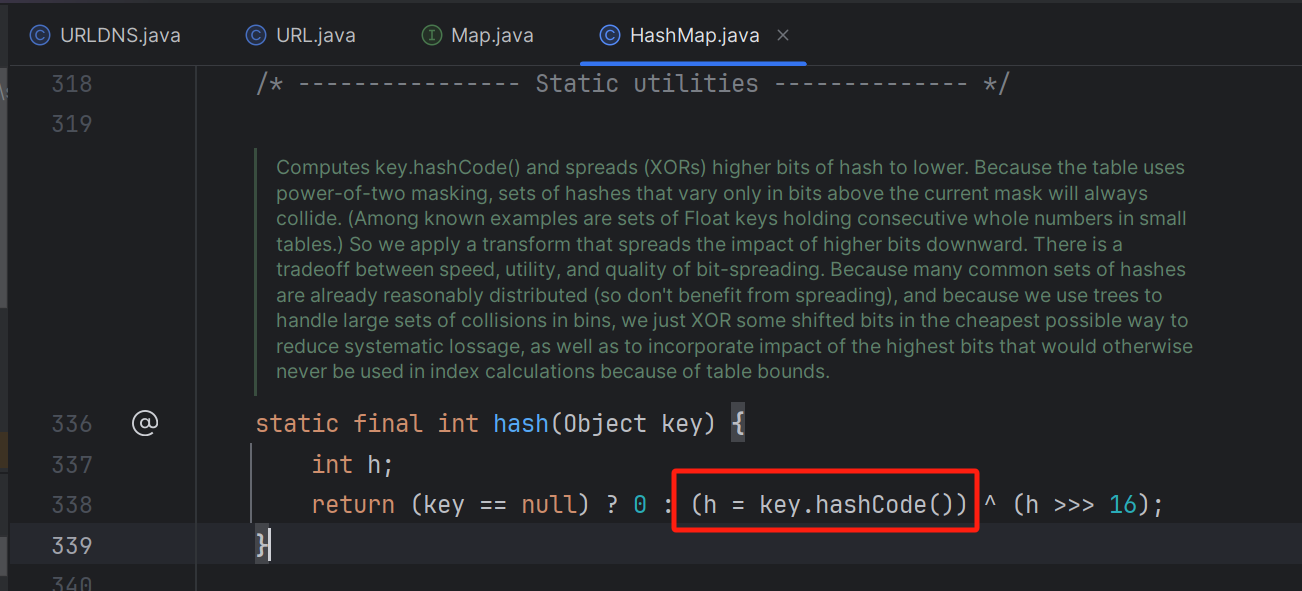 URLDNS.java URL.java Map.java HashMap.java
318 /* ---------------- Static utilities -------------- */
319
Computes key.hashCode() and spreads (XORs) higher bits of hash to lower. Because the table uses
power-of-two masking, sets of hashes that vary only in bits above the current mask will always
collide. (Among known examples are sets of Float keys holding consecutive whole numbers in small
tables.) So we apply a transform that spreads the impact of higher bits downward. There is a
tradeoff between speed, utility, and quality of bit-spreading. Because many common sets of hashes
are already reasonably distributed (so don't benefit from spreading), and because we use trees to
handle large sets of collisions in bins, we just XOR some shifted bits in the cheapest possible way to
reduce systematic lossage, as well as to incorporate impact of the highest bits that would otherwise
never be used in index calculations because of table bounds.
336 @ static final int hash(Object key) {
337 int h;
338 return (key == null) ? 0 : (h = key.hashCode()) ^ (h >>> 16);
339 }
340